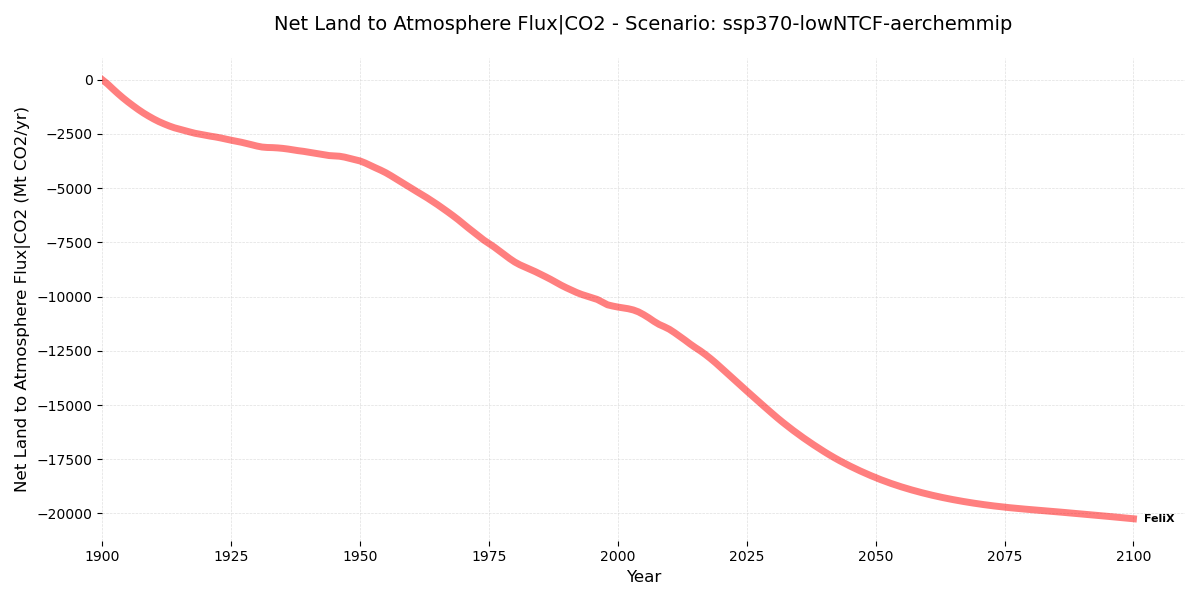 Net Land to Atmosphere Flux|CO2 - Scenario: ssp370-lowNTCF-aerchemmip
Net Land to Atmosphere Flux|CO2 (Mt CO2/yr)
0
−2500
−5000
−7500
−10000
−12500
−15000
−17500
−20000
FeliX
1900 1925 1950 1975 2000 2025 2050 2075 2100
Year